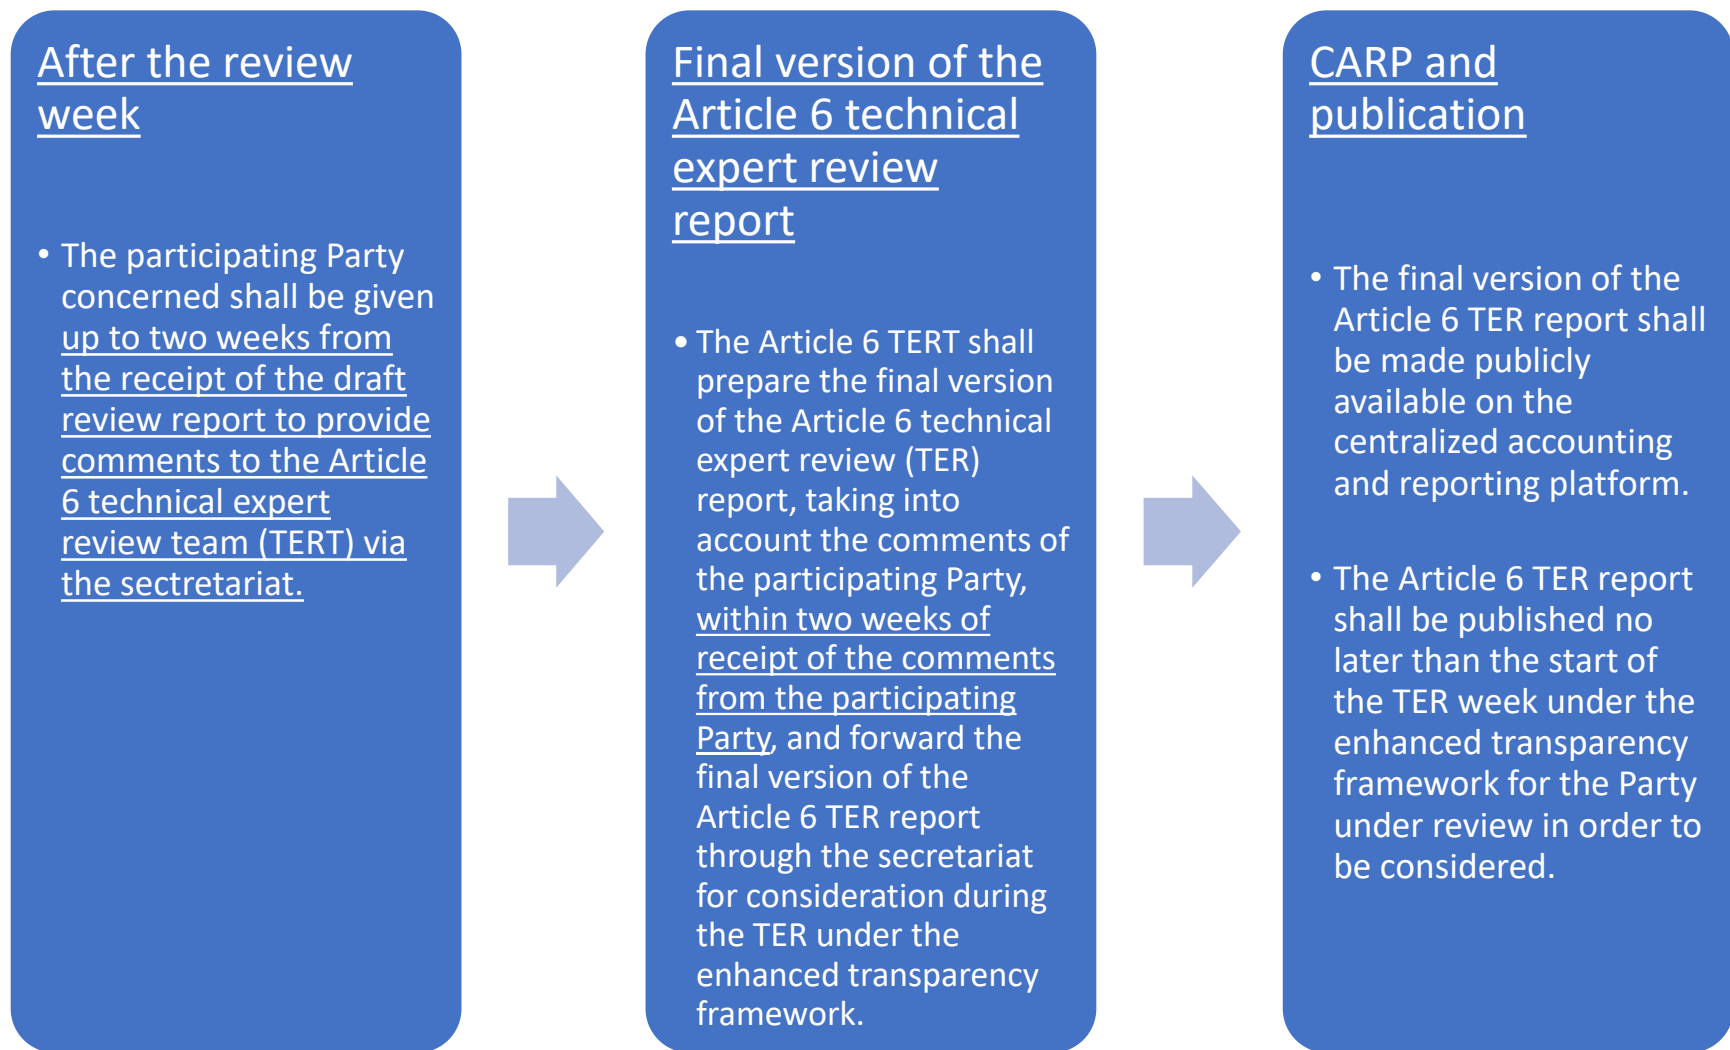 After the review
week
• The participating Party
concerned shall be given
up to two weeks from
the receipt of the draft
review report to provide
comments to the Article
6 technical expert
review team (TERT) via
the sectretariat.
Final version of the
Article 6 technical
expert review
report
• The Article 6 TERT shall
prepare the final version
of the Article 6 technical
expert review (TER)
report, taking into
account the comments of
the participating Party,
within two weeks of
receipt of the comments
from the participating
Party, and forward the
final version of the
Article 6 TER report
through the secretariat
for consideration during
the TER under the
enhanced transparency
framework.
CARP and
publication
• The final version of the
Article 6 TER report shall
be made publicly
available on the
centralized accounting
and reporting platform.
• The Article 6 TER report
shall be published no
later than the start of
the TER week under the
enhanced transparency
framework for the Party
under review in order to
be considered.